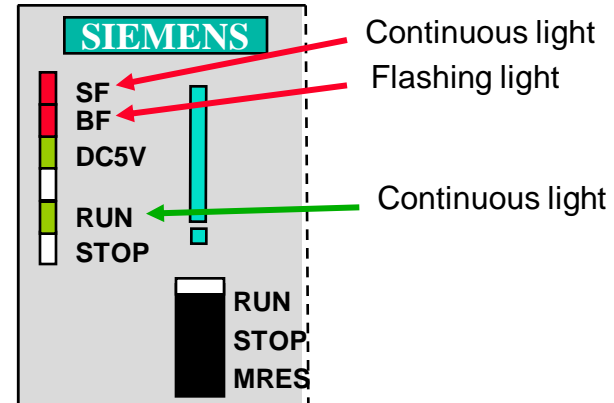 SIEMENS
Continuous light
SF
Flashing light
BF
DC5V
Continuous light
RUN
STOP
RUN
STOP
MRES